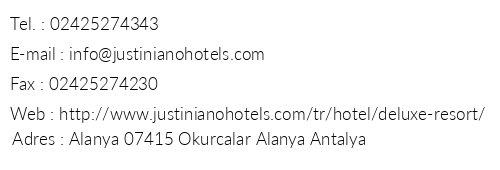 Tel. : 02425274343
E-mail : info@justinianohotels.com
Fax : 02425274230
Web : http://www.justinianohotels.com/tr/hotel/deluxe-resort/
Adres : Alanya 07415 Okurcalar Alanya Antalya